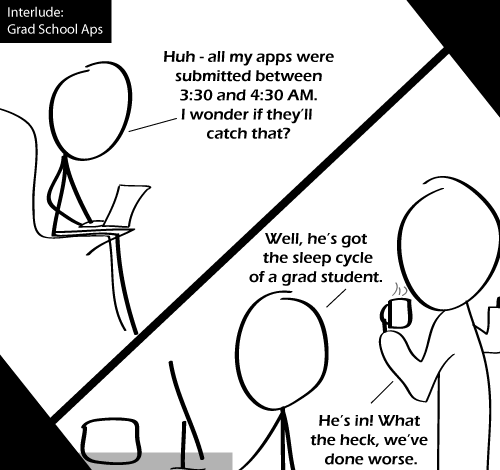 Interlude:
Grad School Aps
Huh - all my apps were
submitted between
3:30 and 4:30 AM.
I wonder if they'll
catch that?
Well, he's got
the sleep cycle
of a grad student.
He's in! What
the heck, we've
done worse.